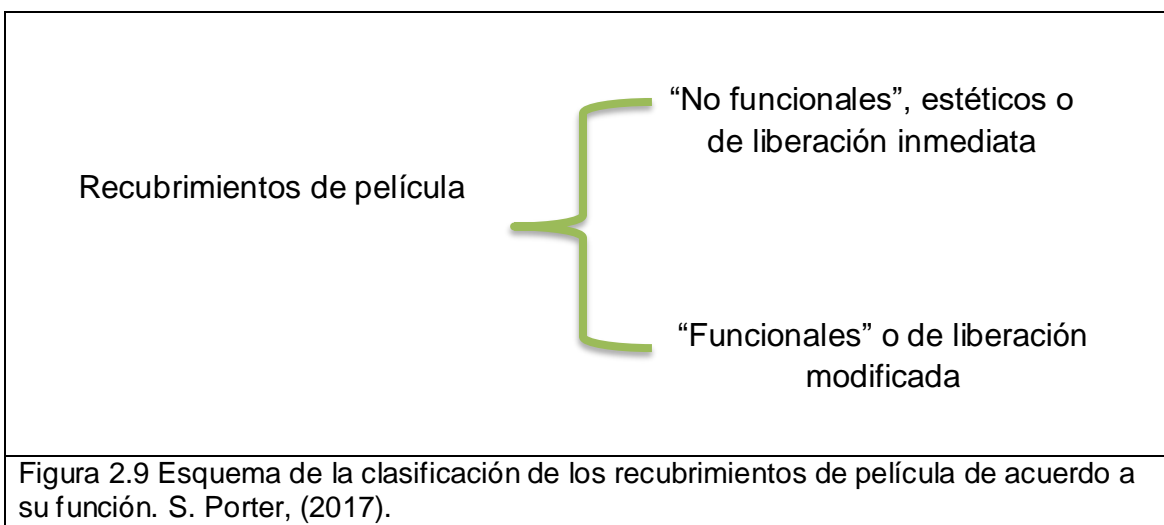 “No funcionales”, estéticos o
de liberación inmediata
Recubrimientos de película
“Funcionales” o de liberación
modificada
Figura 2.9 Esquema de la clasificación de los recubrimientos de película de acuerdo a
su función. S. Porter, (2017).